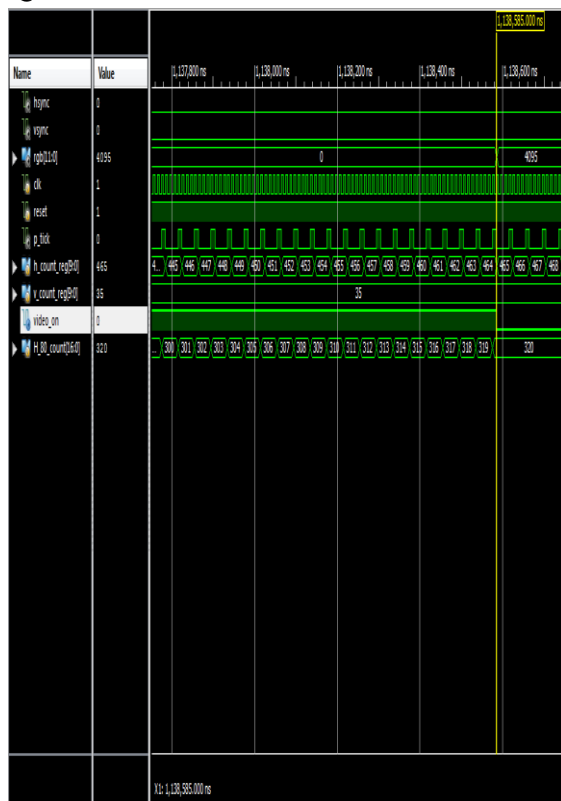 1,138,585.000 ns
Name Value 1,137,800 ns 1,138,000 ns 1,138,200 ns 1,138,400 ns 1,138,600 ns
hsync 0
vsync 0
rgb[11:0] 4095 0 4095
clk 1
reset 1
p_tick 0
h_count_reg[9:0] 465 4... 445 446 447 448 449 450 451 452 453 454 455 456 457 458 459 460 461 462 463 464 465 466 467 468
v_count_reg[9:0] 35 35
video_on 0
H_80_count[16:0] 320 ... 300 301 302 303 304 305 306 307 308 309 310 311 312 313 314 315 316 317 318 319 320
X1: 1,138,585.000 ns